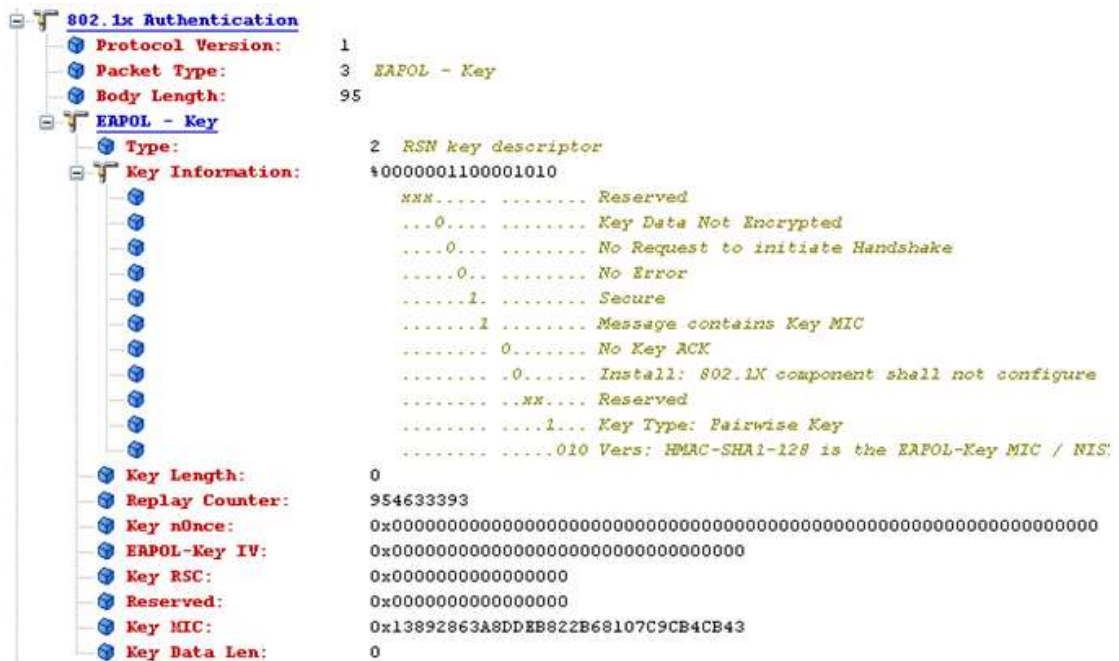 802.1x Authentication
Protocol Version: 1
Packet Type: 3 EAPOL - Key
Body Length: 95
EAPOL - Key
Type: 2 RSN key descriptor
Key Information: %0000001100001010
xxx..... ........ Reserved
...0.... ........ Key Data Not Encrypted
....0... ........ No Request to initiate Handshake
.....0.. ........ No Error
......1. ........ Secure
.......1 ........ Message contains Key MIC
........ 0....... No Key ACK
........ .0...... Install: 802.1X component shall not configure
........ ..xx.... Reserved
........ ....1... Key Type: Pairwise Key
........ .....010 Vers: HMAC-SHA1-128 is the EAPOL-Key MIC / NIS
Key Length: 0
Replay Counter: 954633393
Key nOnce: 0x0000000000000000000000000000000000000000000000000000000000000000
EAPOL-Key IV: 0x00000000000000000000000000000000
Key RSC: 0x0000000000000000
Reserved: 0x0000000000000000
Key MIC: 0x13892863A8DDEB822B68107C9CB4CB43
Key Data Len: 0